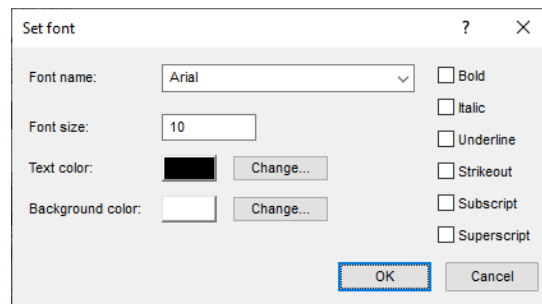 Set font ? ×
Font name: Arial Bold
Italic
Font size: 10 Underline
Text color: Change... Strikeout
Background color: Change... Subscript
Superscript
OK Cancel